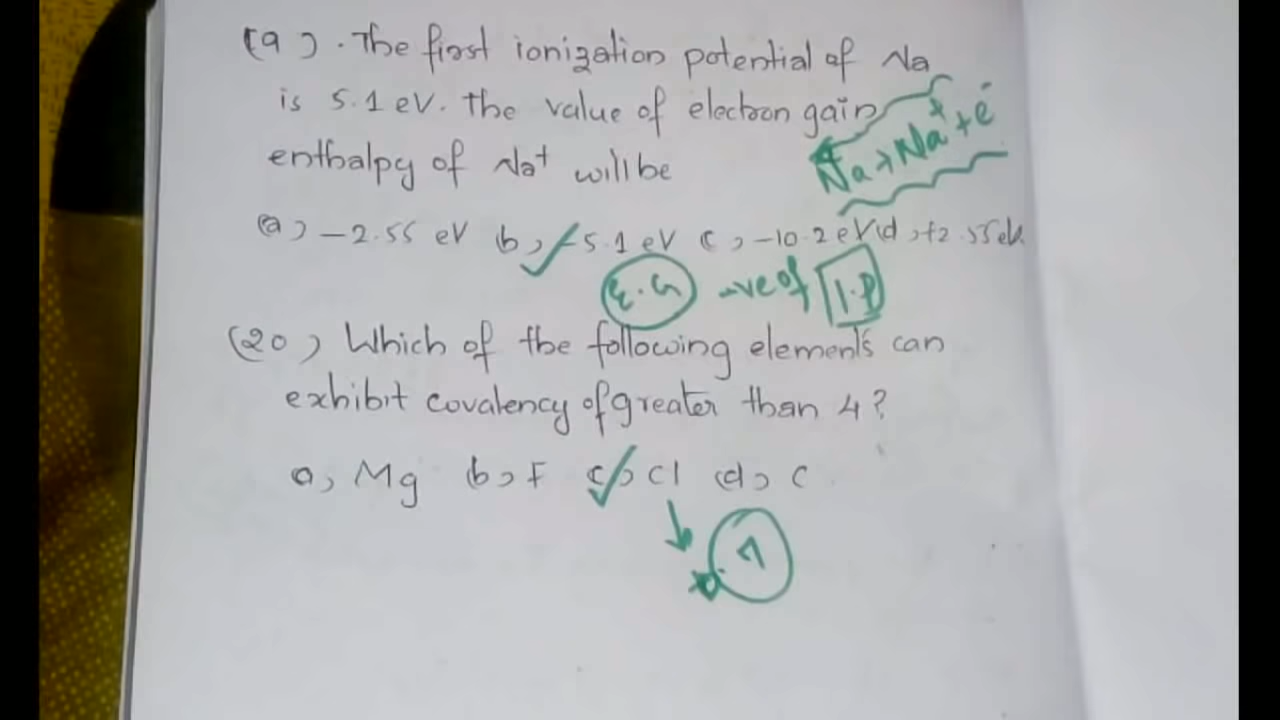 (9). The first ionization potential of Na
is 5.1 eV. the value of electron gain
enthalpy of Na+ will be
Na → Na+ + e-
(a) -2.55 eV (b) -5.1 eV (c) -10.2 eV (d) +2.55 eV.
E.G -ve of I.P
(20) Which of the following elements can
exhibit covalency of greater than 4?
a) Mg (b) F (c) Cl (d) C